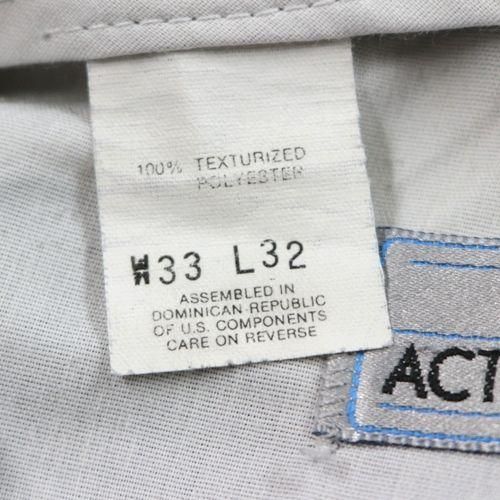 100% TEXTURIZED
POLYESTER
W33 L32
ASSEMBLED IN
DOMINICAN REPUBLIC
OF U.S. COMPONENTS
CARE ON REVERSE
ACT